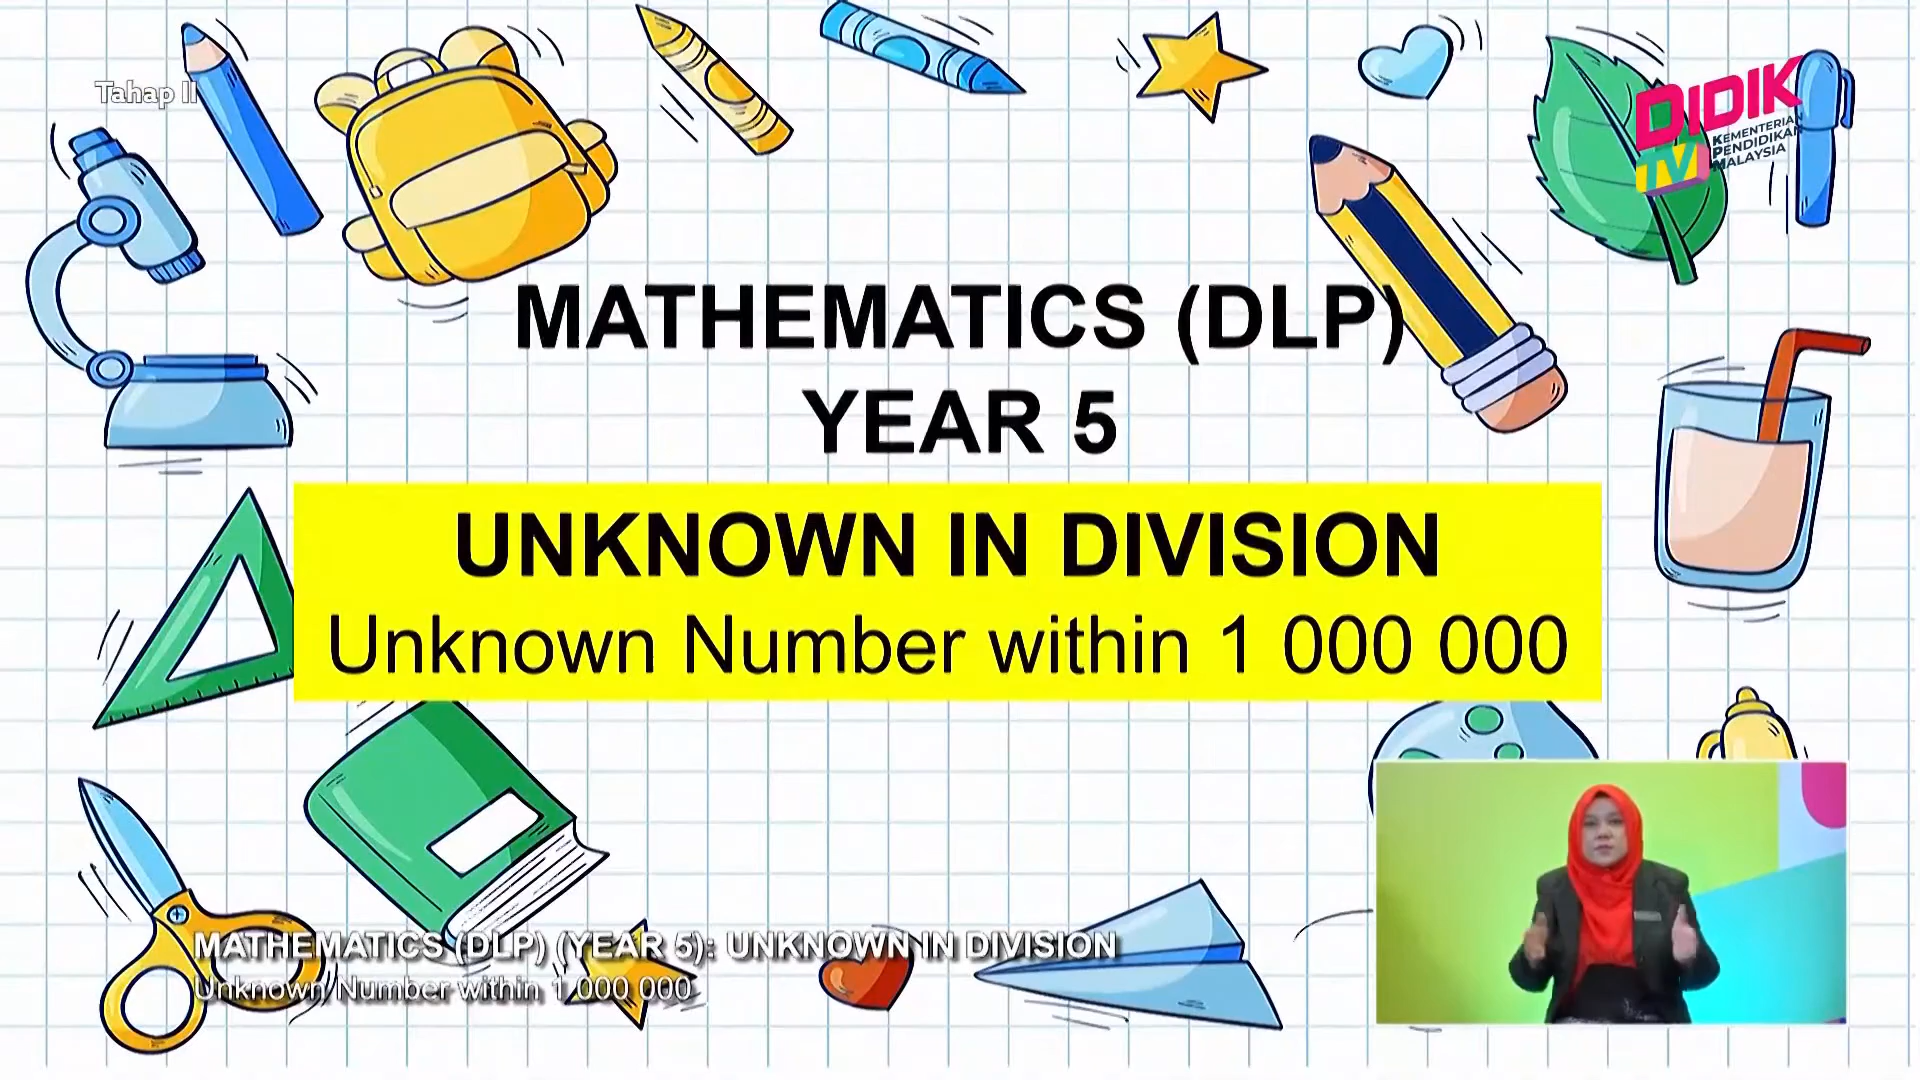 Tahap II
DIDIK
TV
KEMENTERIAN
PENDIDIKAN
MALAYSIA
MATHEMATICS (DLP)
YEAR 5
UNKNOWN IN DIVISION
Unknown Number within 1 000 000
MATHEMATICS (DLP) (YEAR 5): UNKNOWN IN DIVISION
Unknown Number within 1 000 000